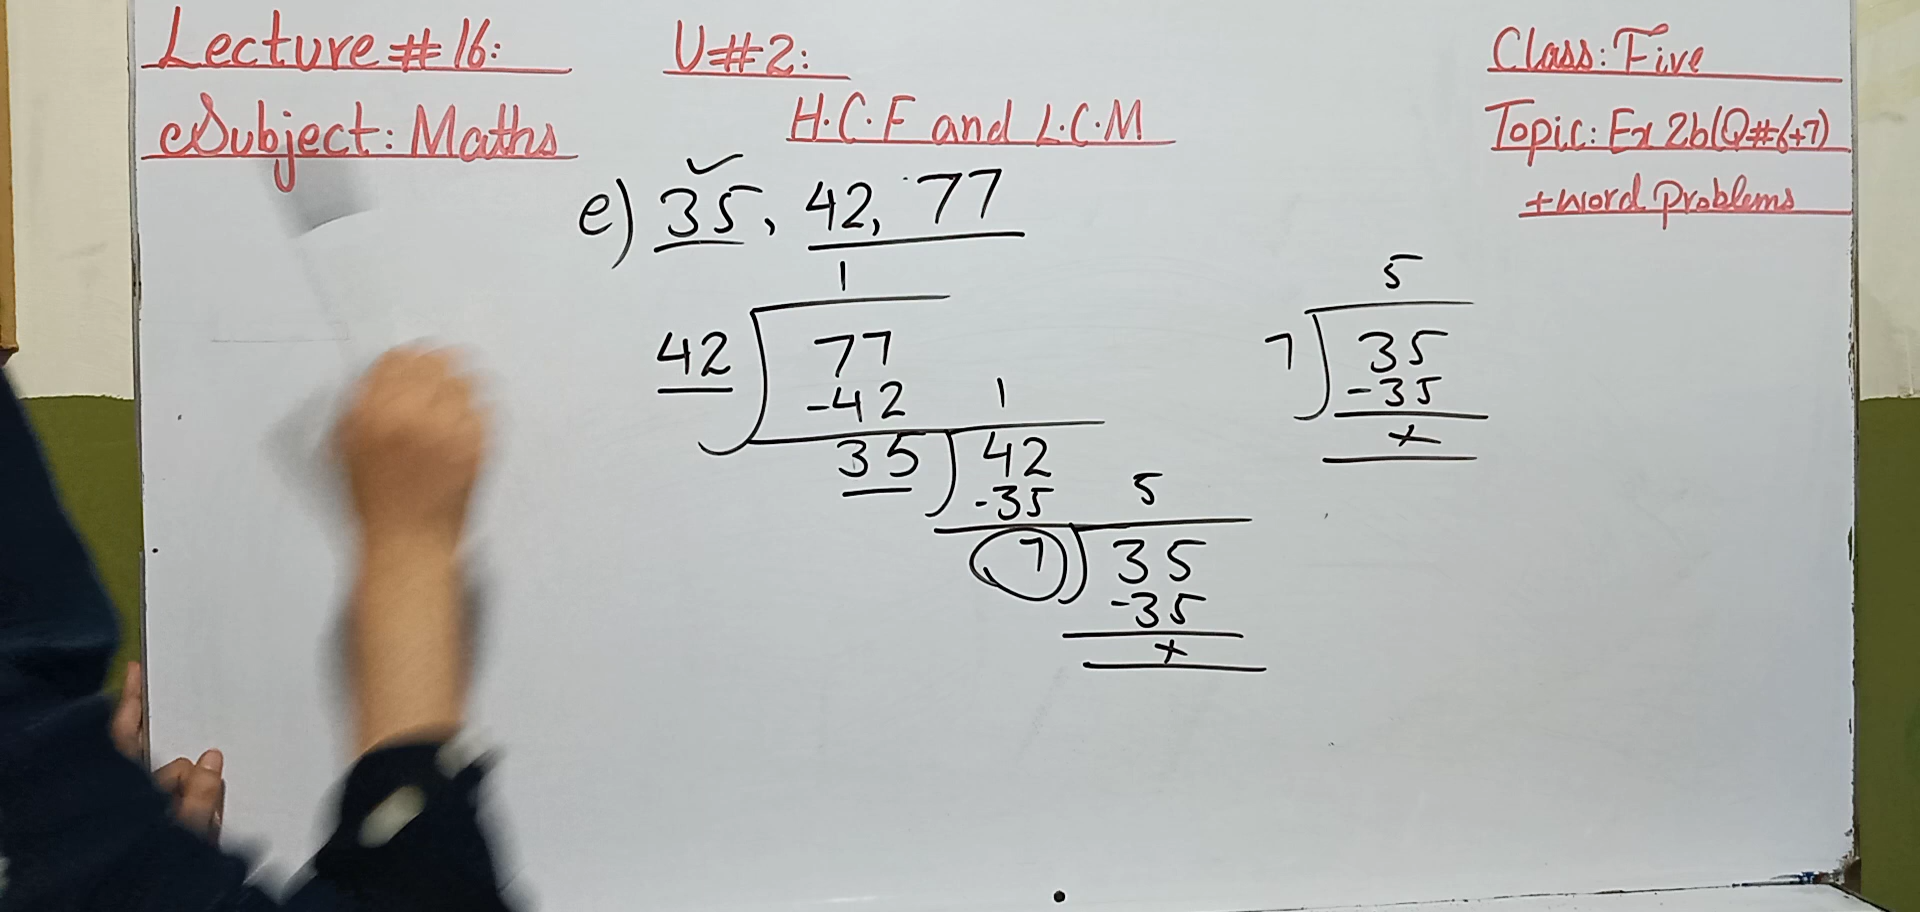 Lecture # 16:
U#2:
Class: Five
Subject: Maths
H.C.F and L.C.M
Topic: Ex 2b(Q#6+7)
+word Problems
e) 35, 42, 77
1
42 77
-42
1
35 42
-35
5
7 35
-35
x
5
7 35
-35
x